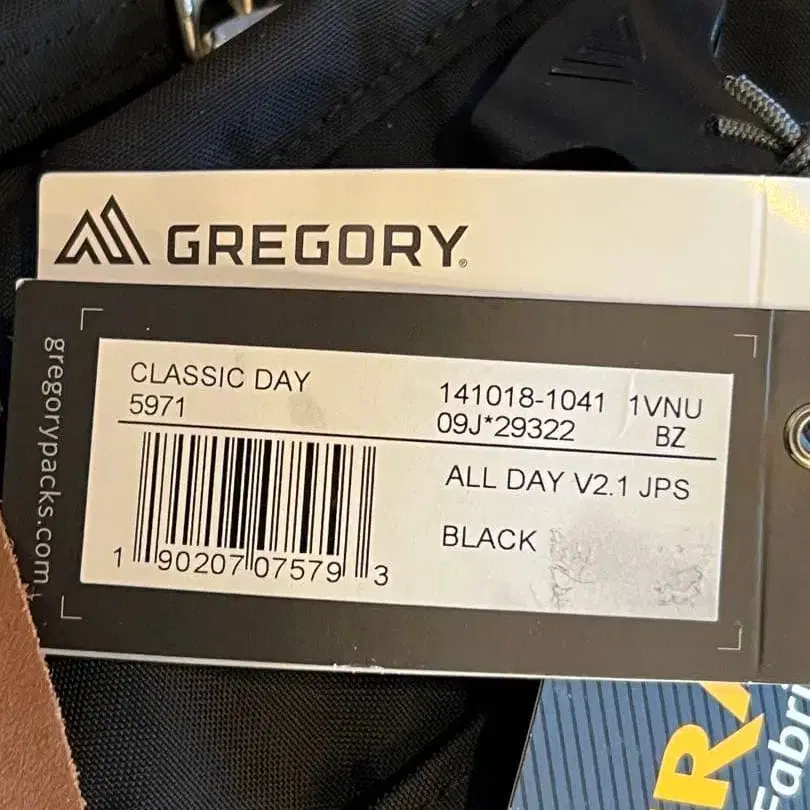 GREGORY®
gregorypacks.com
CLASSIC DAY
5971
141018-1041 1VNU
09J*29322 BZ
ALL DAY V2.1 JPS
BLACK
1 90207 07579 3